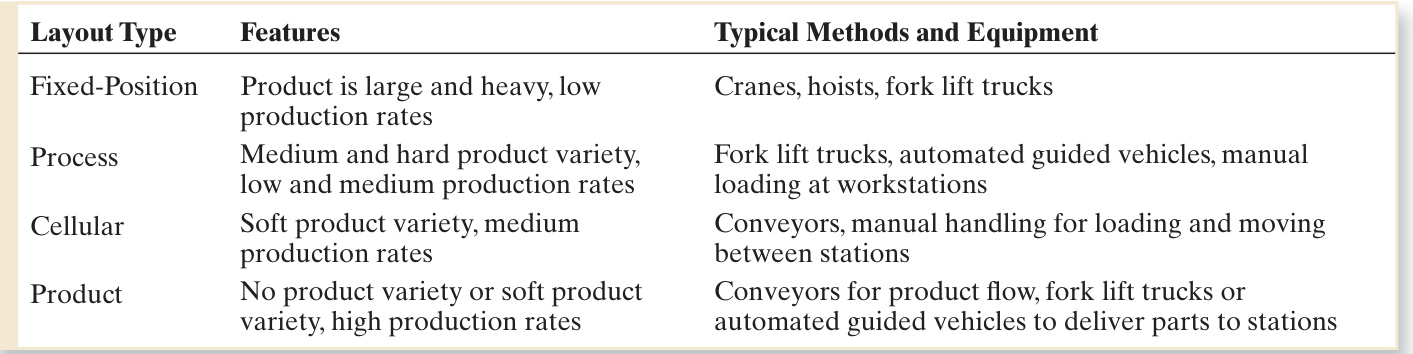 Layout Type Features Typical Methods and Equipment
Fixed-Position Product is large and heavy, low Cranes, hoists, fork lift trucks
production rates
Process Medium and hard product variety, Fork lift trucks, automated guided vehicles, manual
low and medium production rates loading at workstations
Cellular Soft product variety, medium Conveyors, manual handling for loading and moving
production rates between stations
Product No product variety or soft product Conveyors for product flow, fork lift trucks or
variety, high production rates automated guided vehicles to deliver parts to stations